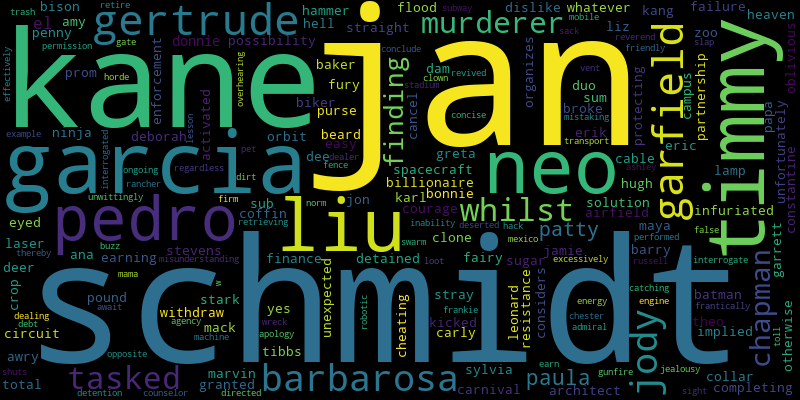 trash
bison
retire
hammer
flood
dislike
whatever
kang
failure
heaven
el
amy
gertrude
hell
straight
murderer
liz
zoo
penny
donnie
possibility
subway
sack
mobile
reverend
slap
permission
gate
kane
jan
baker
conclude
dam
revived
duo
friendly
oblivious
effectively
prom
enforcement
horde
overhearing
fury
clown
stadium
organizes
vent
sum
campus
partnership
timmy
biker
purse
cancel
concise
broke
mistaking
protecting
garfield
papa
example
ninja
deborah
activated
lesson
orbit
beard
finding
erik
transport
eric
unfortunately
constantine
garcia
interrogated
pet
dee
easy
dealer
fence
greta
neo
cable
ashley
lamp
ongoing
regardless
spacecraft
rancher
dirt
billionaire
hugh
unwittingly
firm
norm
jon
karl
bonnie
solution
infuriated
pedro
sub
coffin
retrieving
liu
courage
whilst
airfield
eyed
buzz
inability
deserted
hack
maya
false
laser
thereby
stevens
swarm
clone
mexico
patty
performed
garrett
ana
misunderstanding
finance
detained
fairy
jamie
barry
interrogate
deer
earning
mama
w
unexpected
loot
sugar
excessively
russell
chapman
schmidt
crop
pound
await
stark
robotic
cheating
stray
leonard
resistance
considers
energy
catching
batman
frantically
dealing
withdraw
yes
frankie
chester
engine
debt
agency
wreck
kicked
admiral
theo
implied
toll
otherwise
circuit
machine
mack
apology
carly
jody
awry
opposite
tibbs
jealousy
shuts
tasked
marvin
barbarosa
sylvia
earn
gunfire
collar
total
granted
paula
detention
counselor
directed
carnival
architect
sight
completing